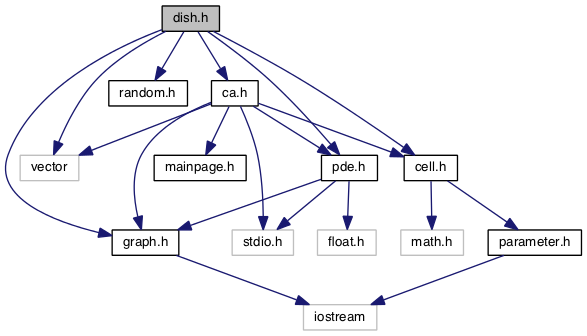 dish.h
random.h
ca.h
vector
mainpage.h
pde.h
cell.h
graph.h
stdio.h
float.h
math.h
parameter.h
iostream